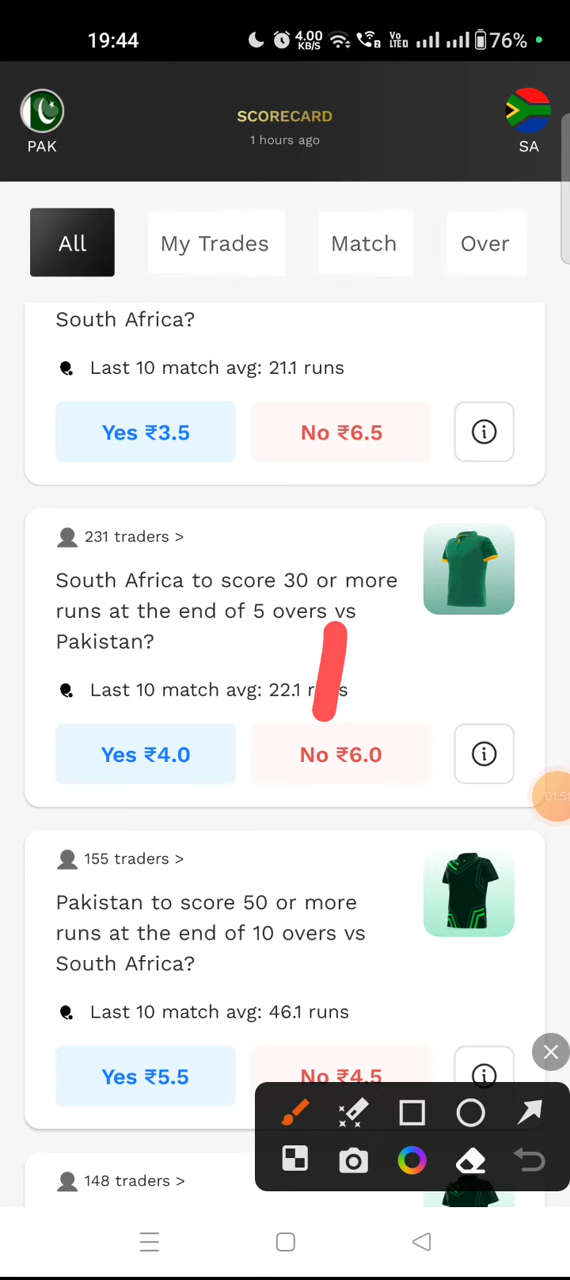 19:44
4.00
KB/S
2
Vo
LTED
76%
PAK
SCORECARD
1 hours ago
SA
All
My Trades
Match
Over
South Africa?
Last 10 match avg: 21.1 runs
Yes ₹3.5
No ₹6.5
231 traders >
South Africa to score 30 or more
runs at the end of 5 overs vs
Pakistan?
Last 10 match avg: 22.1 r s
Yes ₹4.0
No ₹6.0
01:51
155 traders >
Pakistan to score 50 or more
runs at the end of 10 overs vs
South Africa?
Last 10 match avg: 46.1 runs
Yes ₹5.5
No ₹4.5
148 traders >